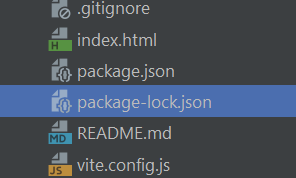 .gitignore
index.html
package.json
package-lock.json
README.md
vite.config.js